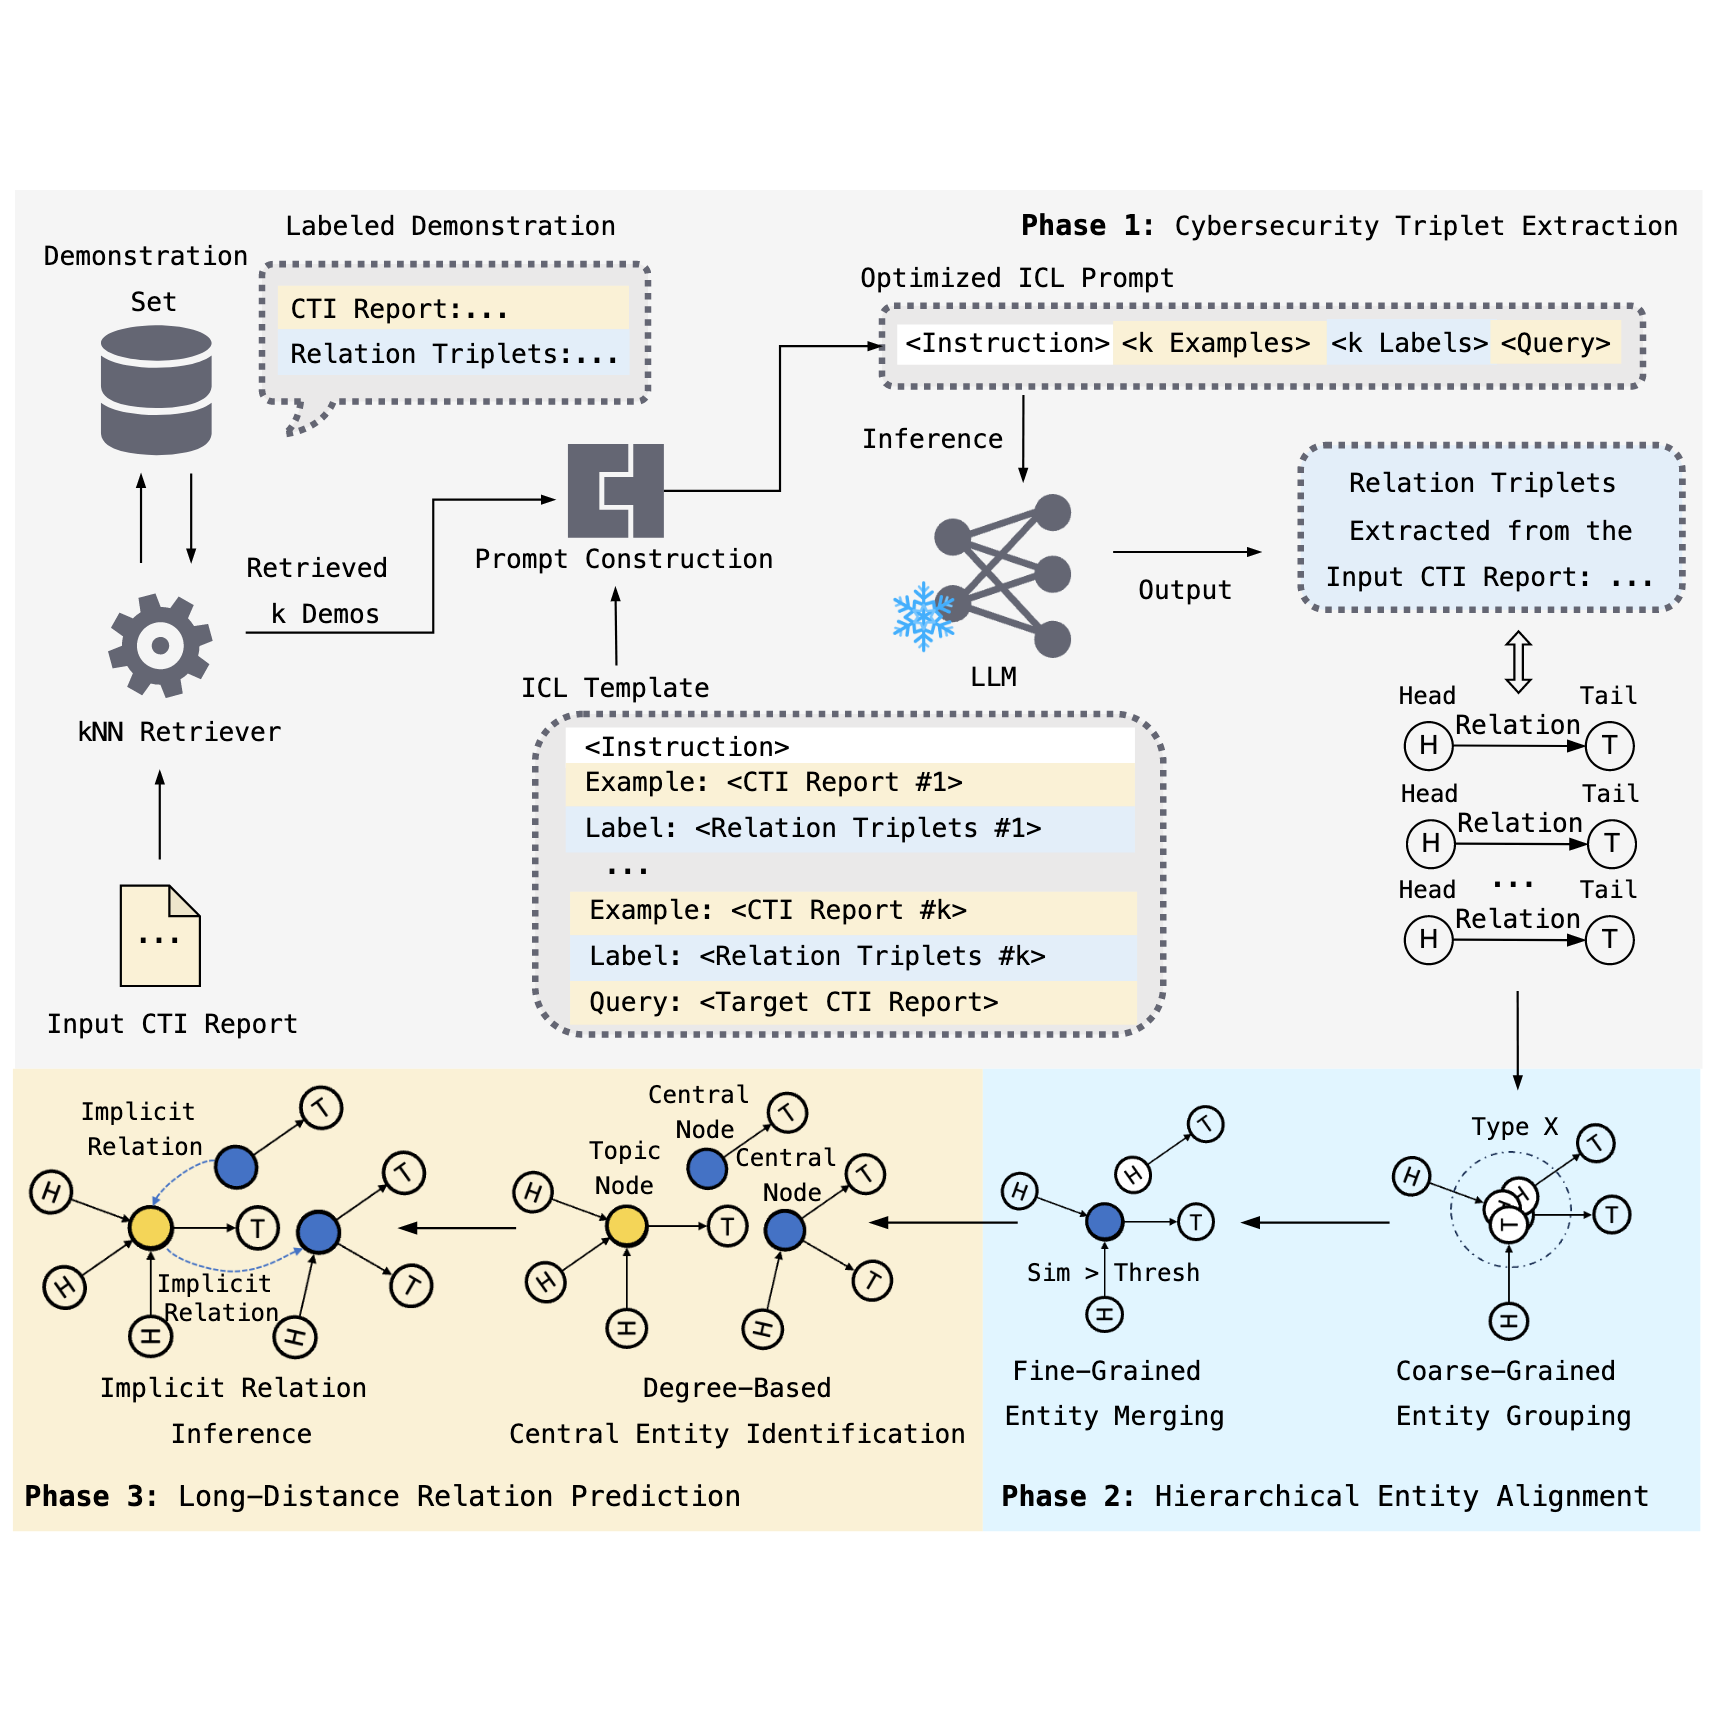 Phase 1: Cybersecurity Triplet Extraction
Labeled Demonstration
Demonstration
Set
CTI Report:...
Relation Triplets:...
Optimized ICL Prompt
<Instruction> <k Examples> <k Labels> <Query>
Inference
Prompt Construction
Retrieved
k Demos
kNN Retriever
Input CTI Report
...
ICL Template
<Instruction>
Example: <CTI Report #1>
Label: <Relation Triplets #1>
...
Example: <CTI Report #k>
Label: <Relation Triplets #k>
Query: <Target CTI Report>
LLM
Output
Relation Triplets
Extracted from the
Input CTI Report: ...
Head Relation Tail
H T
Head Relation Tail
H T
...
Head Relation Tail
H T
Type X
H
T
T
H
T
H
Coarse-Grained
Entity Grouping
T
H
H
T
Sim > Thresh
H
Fine-Grained
Entity Merging
Phase 2: Hierarchical Entity Alignment
Central
Node
T
Topic
Node
Central
Node
T
H
T
H
T
H
H
Degree-Based
Central Entity Identification
Implicit
Relation
T
T
H
T
H
Implicit
Relation
T
H
H
Implicit Relation
Inference
Phase 3: Long-Distance Relation Prediction